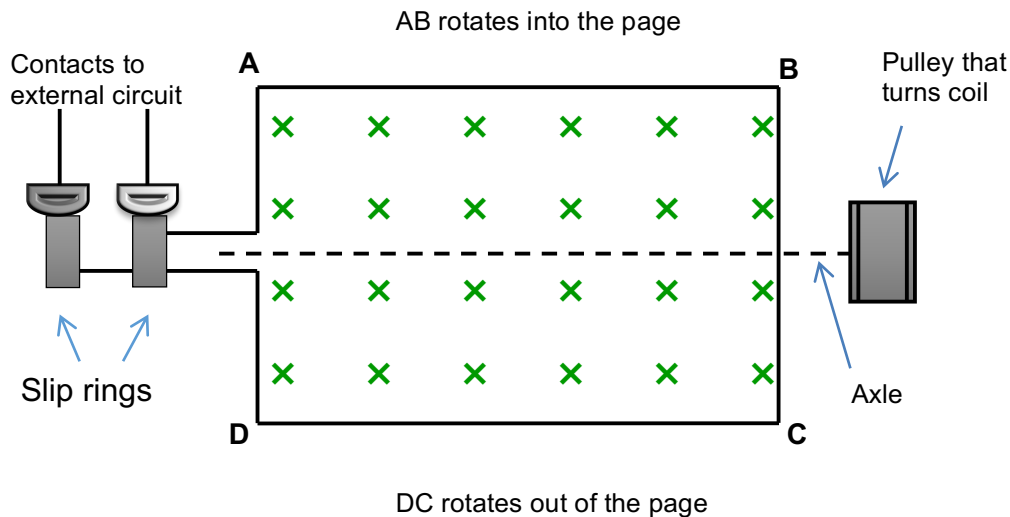 AB rotates into the page
Contacts to
external circuit
A
B
Pulley that
turns coil
Slip rings
Axle
D
C
DC rotates out of the page